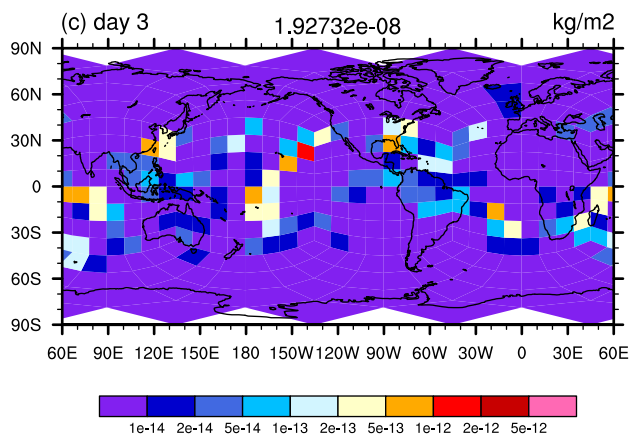 (c) day 3 1.92732e-08 kg/m2
90N
60N
30N
0
30S
60S
90S
60E 90E 120E 150E 180 150W 120W 90W 60W 30W 0 30E 60E
1e-14 2e-14 5e-14 1e-13 2e-13 5e-13 1e-12 2e-12 5e-12